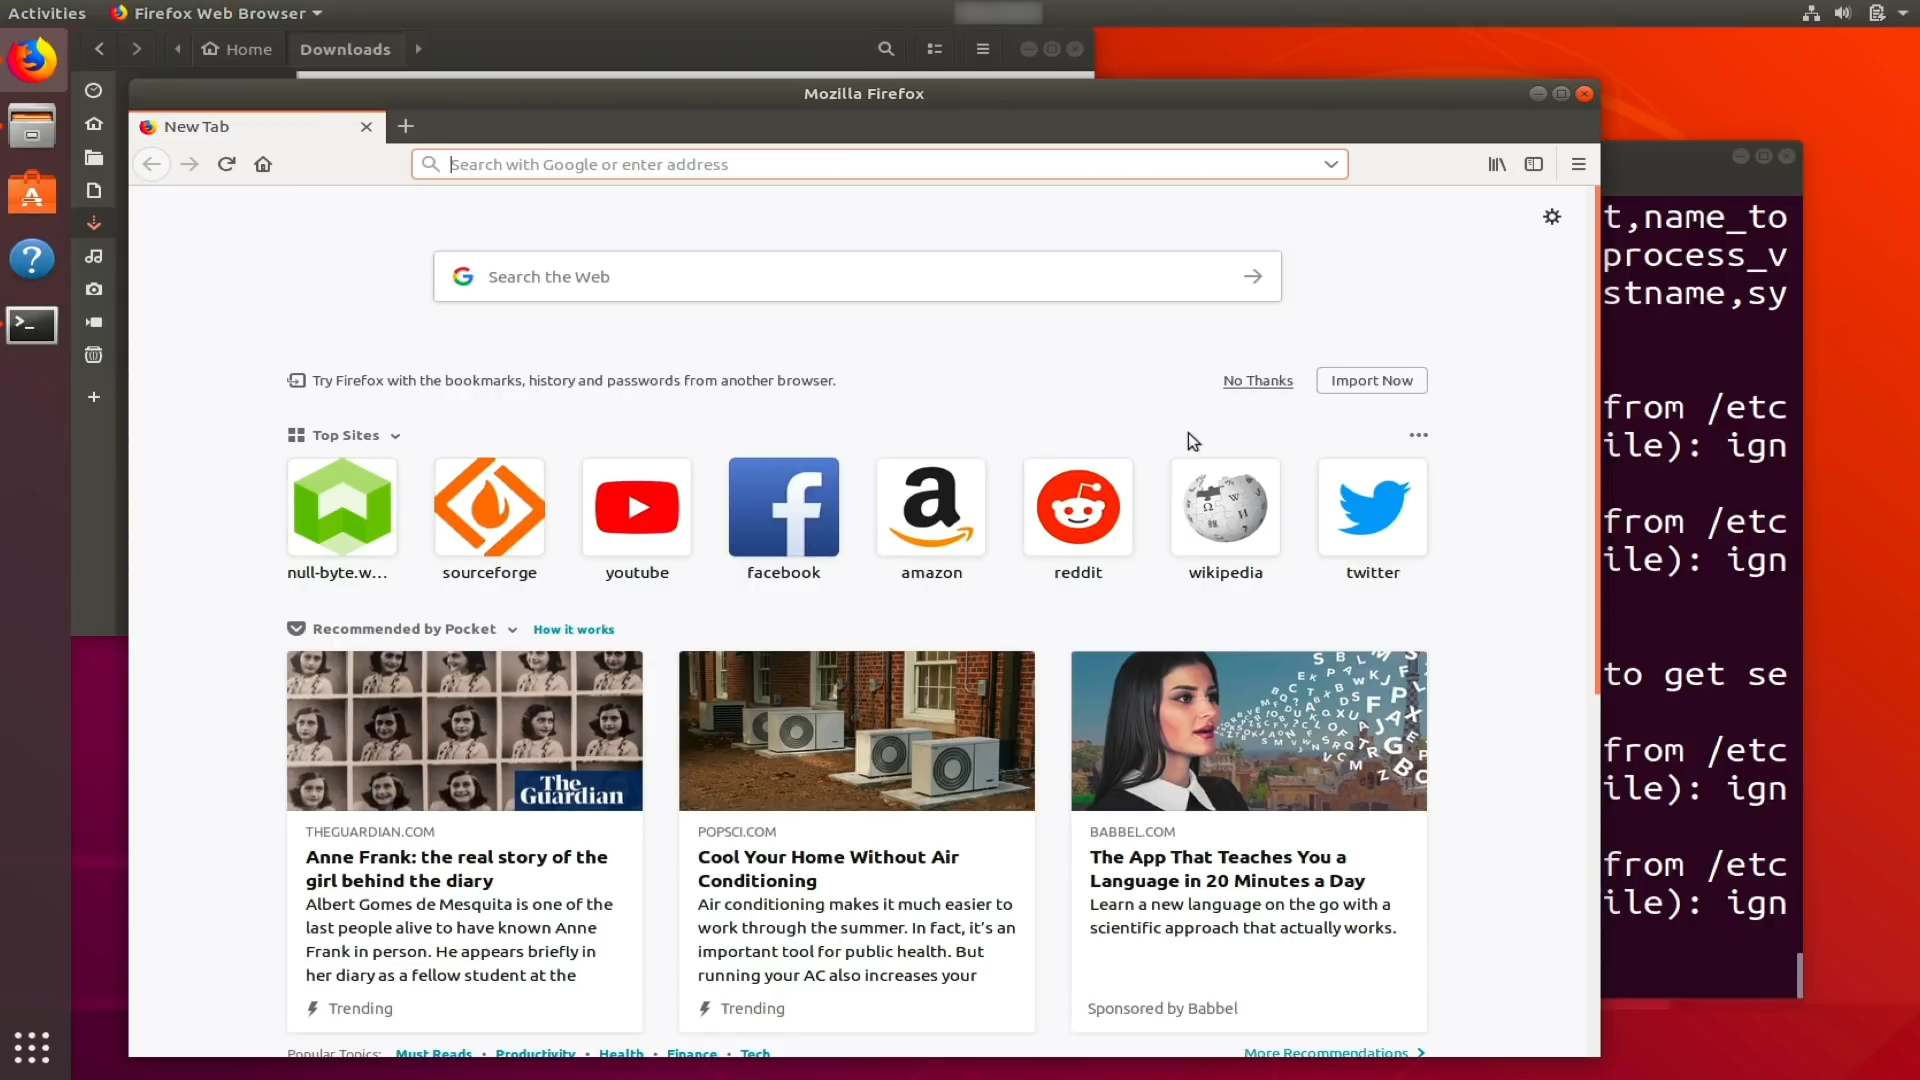 Activities
Firefox Web Browser
Home
Downloads
Mozilla Firefox
New Tab
Search with Google or enter address
Search the Web
Try Firefox with the bookmarks, history and passwords from another browser.
No Thanks
Import Now
Top Sites
null-byte.w...
sourceforge
youtube
facebook
amazon
reddit
wikipedia
twitter
Recommended by Pocket
How it works
The Guardian
THEGUARDIAN.COM
Anne Frank: the real story of the
girl behind the diary
Albert Gomes de Mesquita is one of the
last people alive to have known Anne
Frank in person. He appears briefly in
her diary as a fellow student at the
Trending
POPSCI.COM
Cool Your Home Without Air
Conditioning
Air conditioning makes it much easier to
work through the summer. In fact, it's an
important tool for public health. But
running your AC also increases your
Trending
BABBEL.COM
The App That Teaches You a
Language in 20 Minutes a Day
Learn a new language on the go with a
scientific approach that actually works.
Sponsored by Babbel
Popular Topics: Must Reads • Productivity • Health • Finance • Tech
More Recommendations
t,name_to
process_v
stname,sy
from /etc
ile): ign
from /etc
ile): ign
to get se
from /etc
ile): ign
from /etc
ile): ign